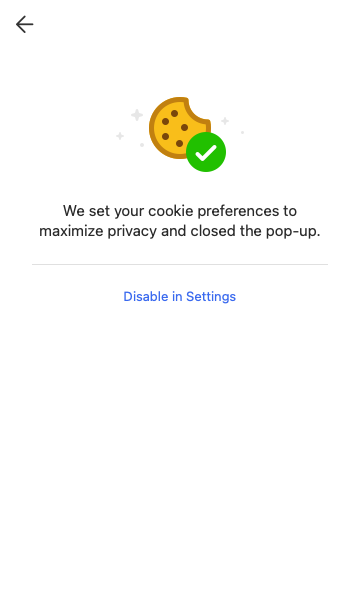 We set your cookie preferences to
maximize privacy and closed the pop-up.
Disable in Settings